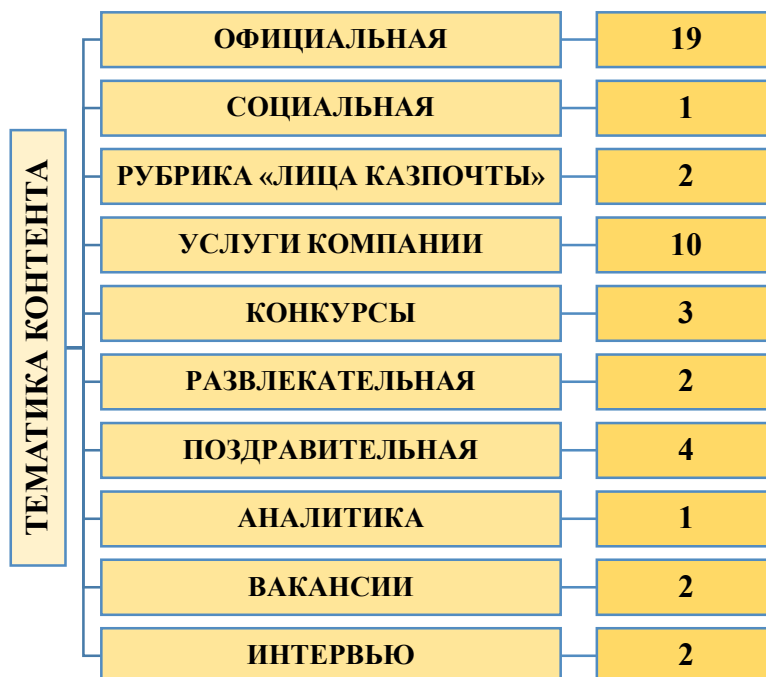 ТЕМАТИКА КОНТЕНТА
ОФИЦИАЛЬНАЯ 19
СОЦИАЛЬНАЯ 1
РУБРИКА «ЛИЦА КАЗПОЧТЫ» 2
УСЛУГИ КОМПАНИИ 10
КОНКУРСЫ 3
РАЗВЛЕКАТЕЛЬНАЯ 2
ПОЗДРАВИТЕЛЬНАЯ 4
АНАЛИТИКА 1
ВАКАНСИИ 2
ИНТЕРВЬЮ 2